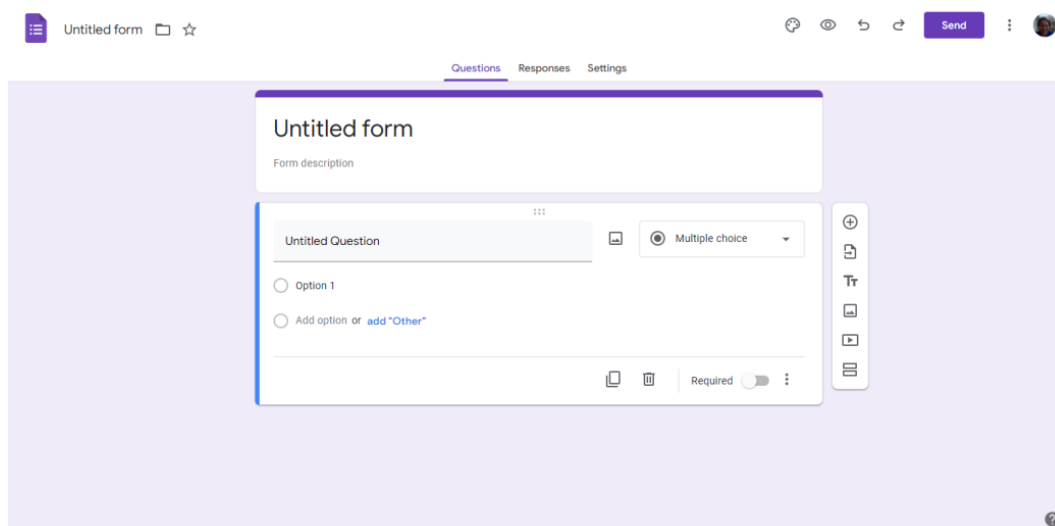 Untitled form
Send
Questions Responses Settings
Untitled form
Form description
Untitled Question
Multiple choice
Option 1
Add option or add "Other"
Required